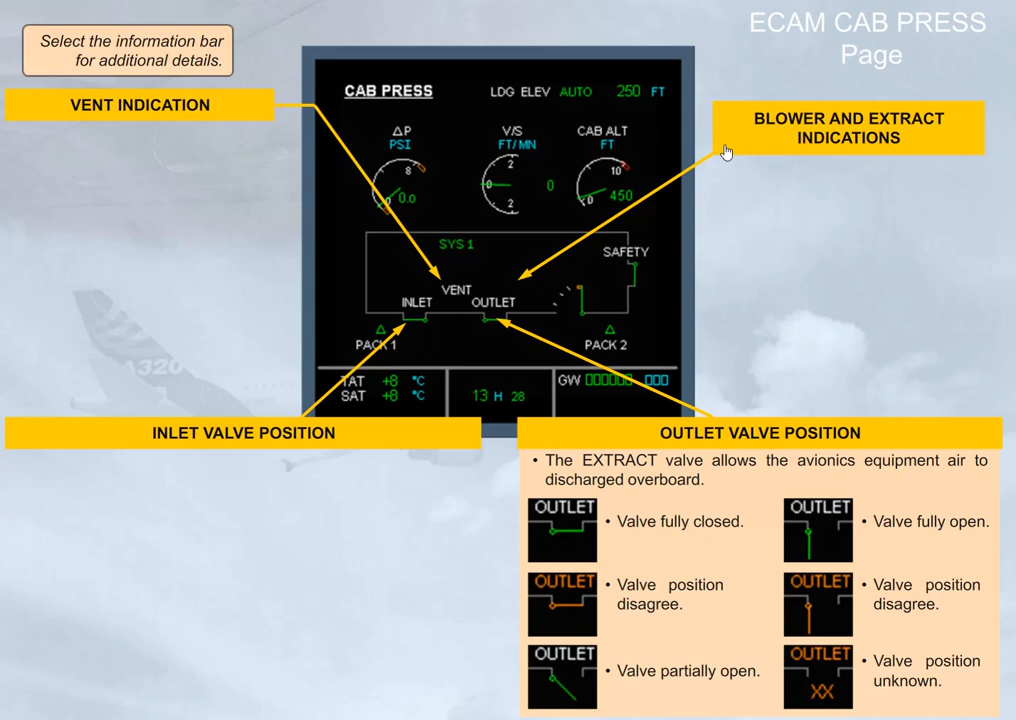 ECAM CAB PRESS
Page
Select the information bar
for additional details.
VENT INDICATION
BLOWER AND EXTRACT
INDICATIONS
CAB PRESS
LDG ELEV AUTO 250 FT
ΔP
PSI
V/S
FT/MN
CAB ALT
FT
8
0
0.0
2
0
2
0
10
0
450
SYS 1
SAFETY
VENT
INLET
OUTLET
PACK 1
PACK 2
TAT +8 °C
SAT +8 °C
13 H 28
GW
A320
INLET VALVE POSITION
OUTLET VALVE POSITION
• The EXTRACT valve allows the avionics equipment air to
discharged overboard.
OUTLET
• Valve fully closed.
OUTLET
• Valve fully open.
OUTLET
• Valve position
disagree.
OUTLET
• Valve position
disagree.
OUTLET
• Valve partially open.
OUTLET
XX
• Valve position
unknown.